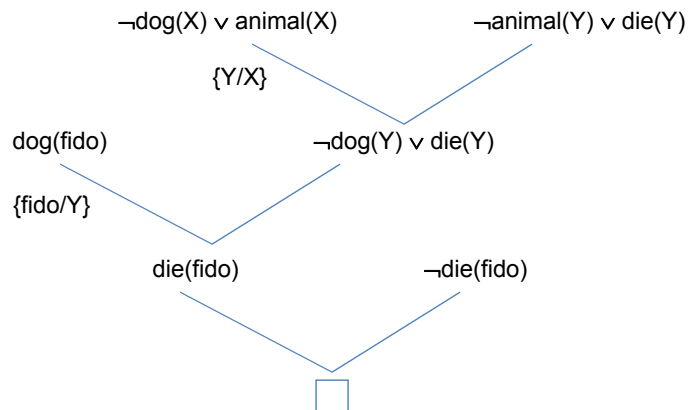 ¬dog(X) ∨ animal(X) ¬animal(Y) ∨ die(Y)
{Y/X}
dog(fido) ¬dog(Y) ∨ die(Y)
{fido/Y}
die(fido) ¬die(fido)